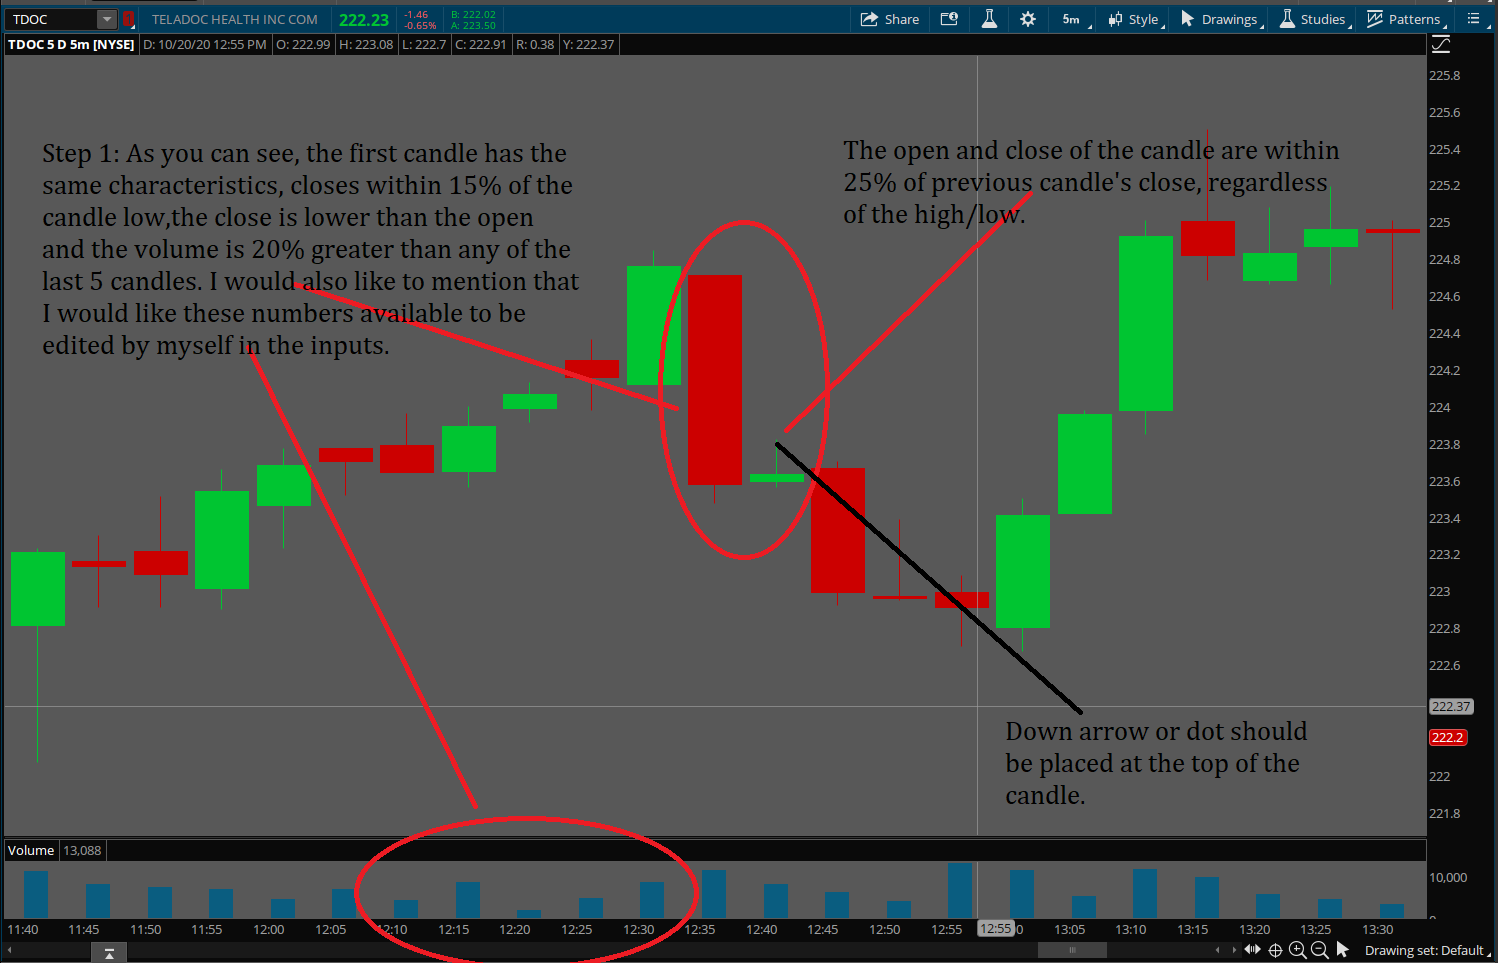 TDOC
TELADOC HEALTH INC COM
222.23
-1.46
-0.65%
B: 222.02
A: 223.50
Share
5m
Style
Drawings
Studies
Patterns
TDOC 5 D 5m [NYSE]
D: 10/20/20 12:55 PM
O: 222.99
H: 223.08
L: 222.7
C: 222.91
R: 0.38
Y: 222.37
Step 1: As you can see, the first candle has the
same characteristics, closes within 15% of the
candle low,the close is lower than the open
and the volume is 20% greater than any of the
last 5 candles. I would also like to mention that
I would like these numbers available to be
edited by myself in the inputs.
The open and close of the candle are within
25% of previous candle's close, regardless
of the high/low.
Down arrow or dot should
be placed at the top of the
candle.
225.8
225.6
225.4
225.2
225
224.8
224.6
224.4
224.2
224
223.8
223.6
223.4
223.2
223
222.8
222.6
222.37
222.2
222
221.8
Volume
13,088
10,000
11:40
11:45
11:50
11:55
12:00
12:05
12:10
12:15
12:20
12:25
12:30
12:35
12:40
12:45
12:50
12:55
12:55
13:05
13:10
13:15
13:20
13:25
13:30
Drawing set: Default